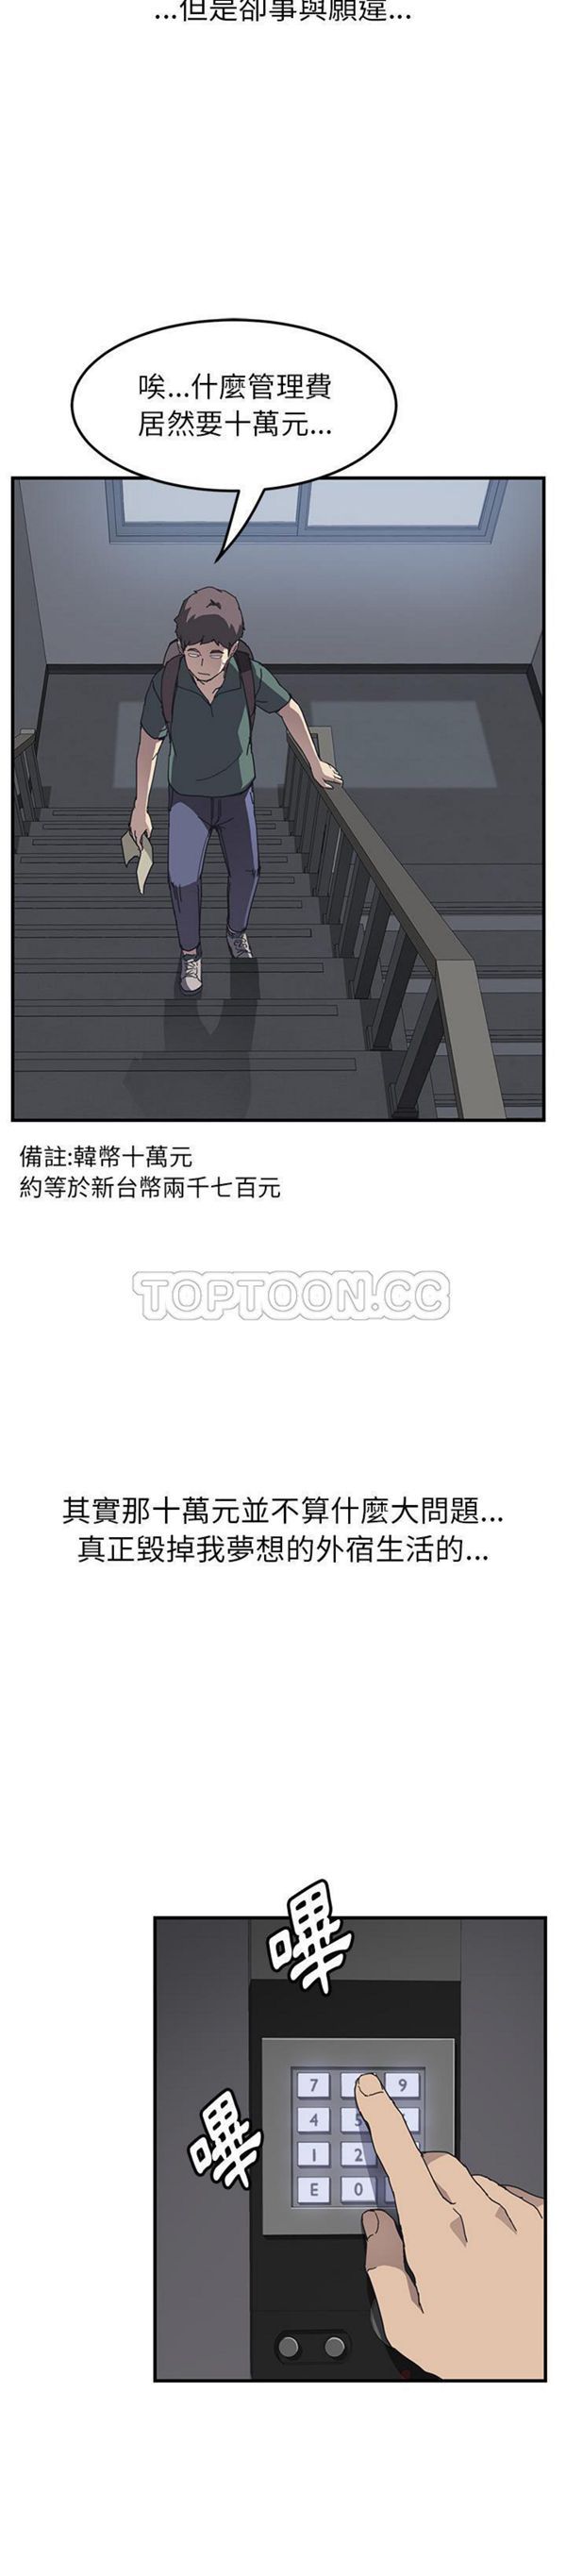 ...但是卻事與願違...
唉...什麼管理費
居然要十萬元...
備註:韓幣十萬元
約等於新台幣兩千七百元
TOPTOON.CC
其實那十萬元並不算什麼大問題...
真正毀掉我夢想的外宿生活的...
嗶
嗶
7 9
4 5
1 2
E 0